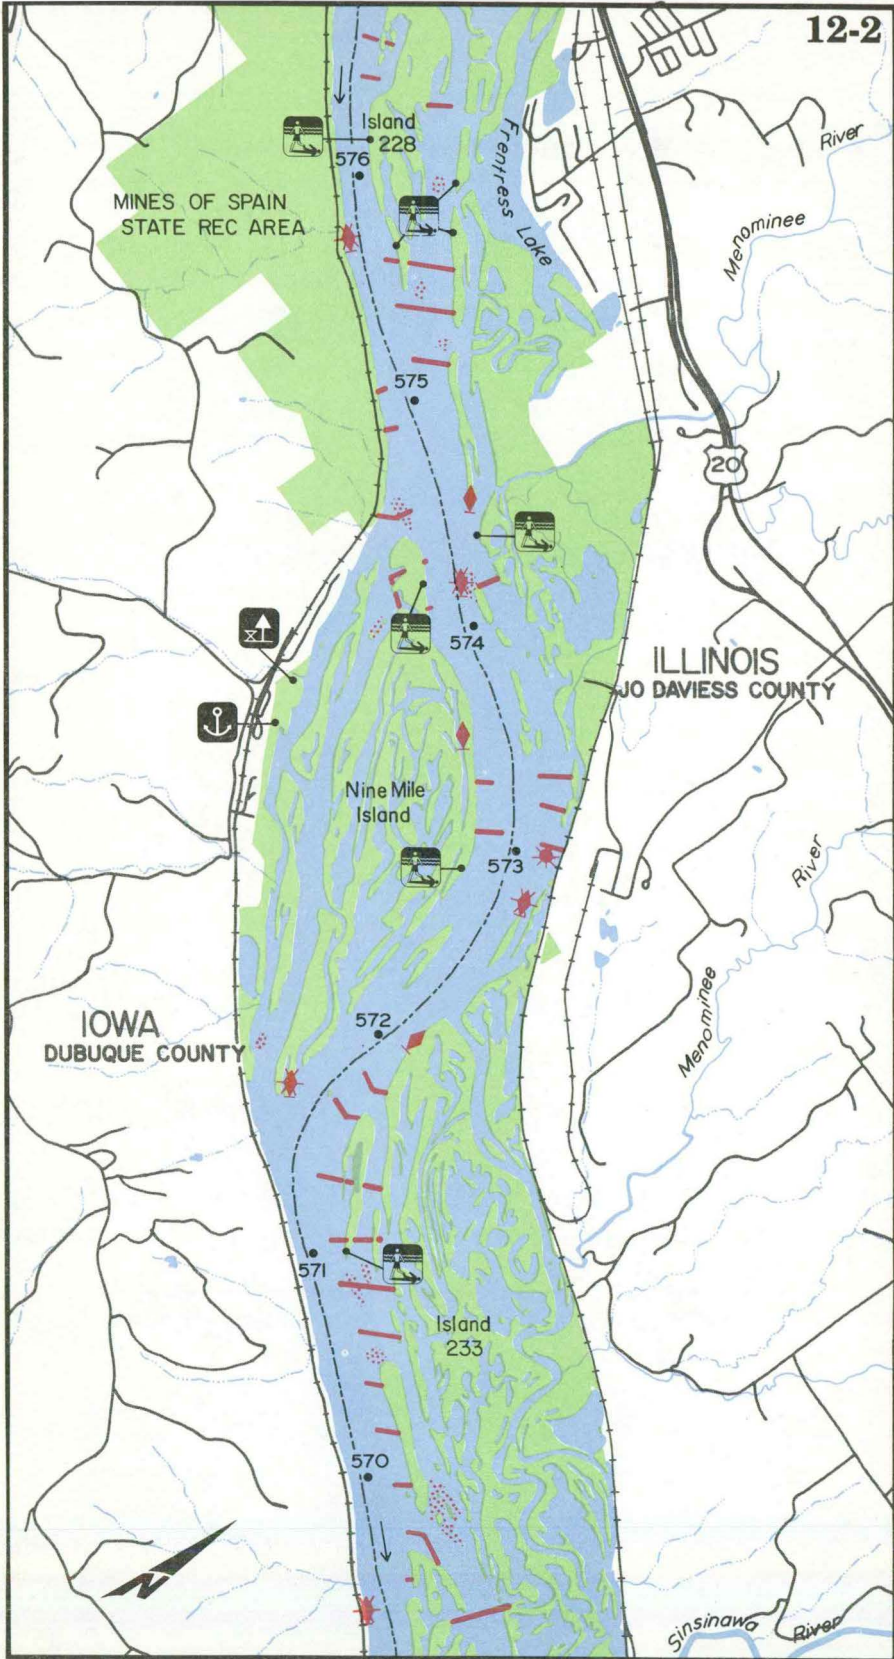 12-2
Island
228
576
River
Menominee
Frentress Lake
MINES OF SPAIN
STATE REC AREA
575
20
574
ILLINOIS
JO DAVIESS COUNTY
Nine Mile
Island
573
River
Menominee
572
IOWA
DUBUQUE COUNTY
571
Island
233
570
N
Sinsinawa River